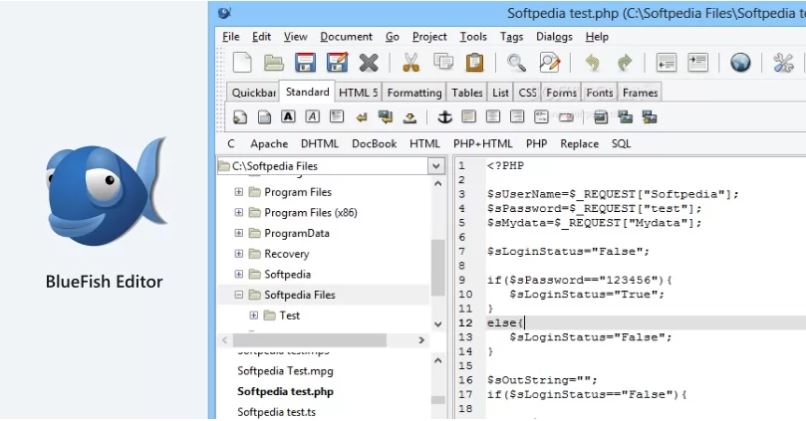 BlueFish Editor
Softpedia test.php (C:\Softpedia Files\Softpedia te
File Edit View Document Go Project Tools Tags Dialogs Help
Quickbar Standard HTML 5 Formatting Tables List CSS Forms Fonts Frames
C Apache DHTML DocBook HTML PHP+HTML PHP Replace SQL
C:\Softpedia Files
Program Files
Program Files (x86)
ProgramData
Recovery
Softpedia
Softpedia Files
Test
Softpedia Test.mpg
Softpedia test.php
Softpedia test.ts
1 <?PHP
2
3 $sUserName=$_REQUEST["Softpedia"];
4 $sPassword=$_REQUEST["test"];
5 $sMydata=$_REQUEST["Mydata"];
6
7 $sLoginStatus="False";
8
9 if($sPassword=="123456"){
10 $sLoginStatus="True";
11 }
12 else{
13 $sLoginStatus="False";
14 }
15
16 $sOutString="";
17 if($sLoginStatus=="False"){
18